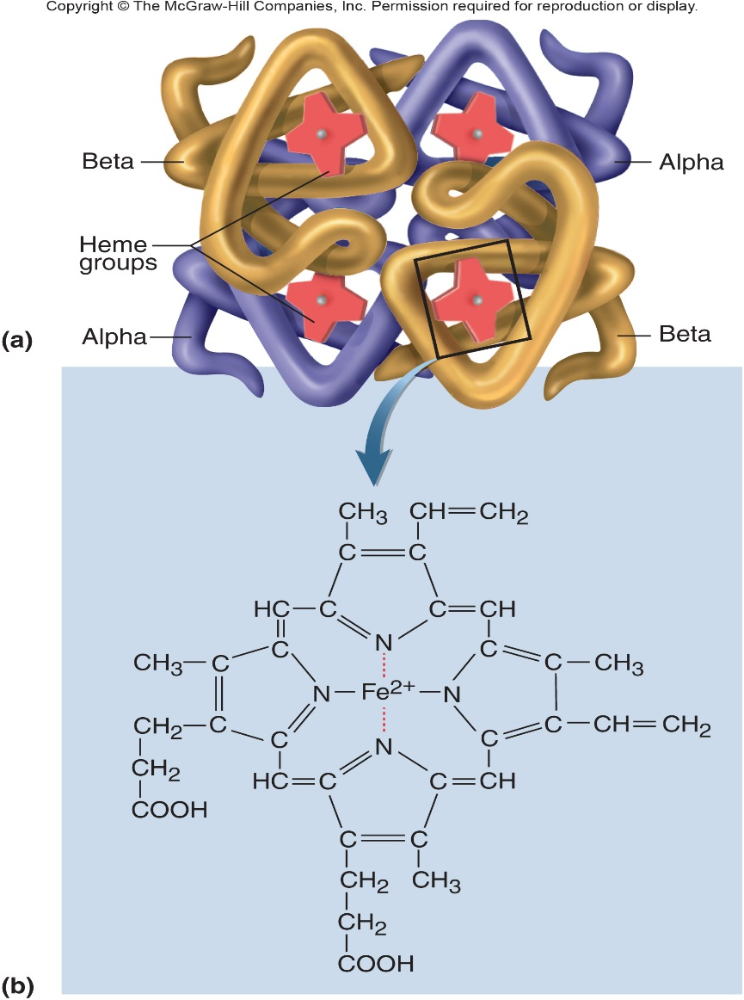 Copyright © The McGraw-Hill Companies, Inc. Permission required for reproduction or display.
Beta
Alpha
Heme
groups
(a)
Alpha
Beta
CH3 CH=CH2
C=C
HC–C C=CH
N
CH3–C C C C–CH3
N–Fe2+–N
CH2–C C C C–CH=CH2
N
CH2
HC=C C=CH
COOH
C=C
CH2 CH3
CH2
COOH
(b)